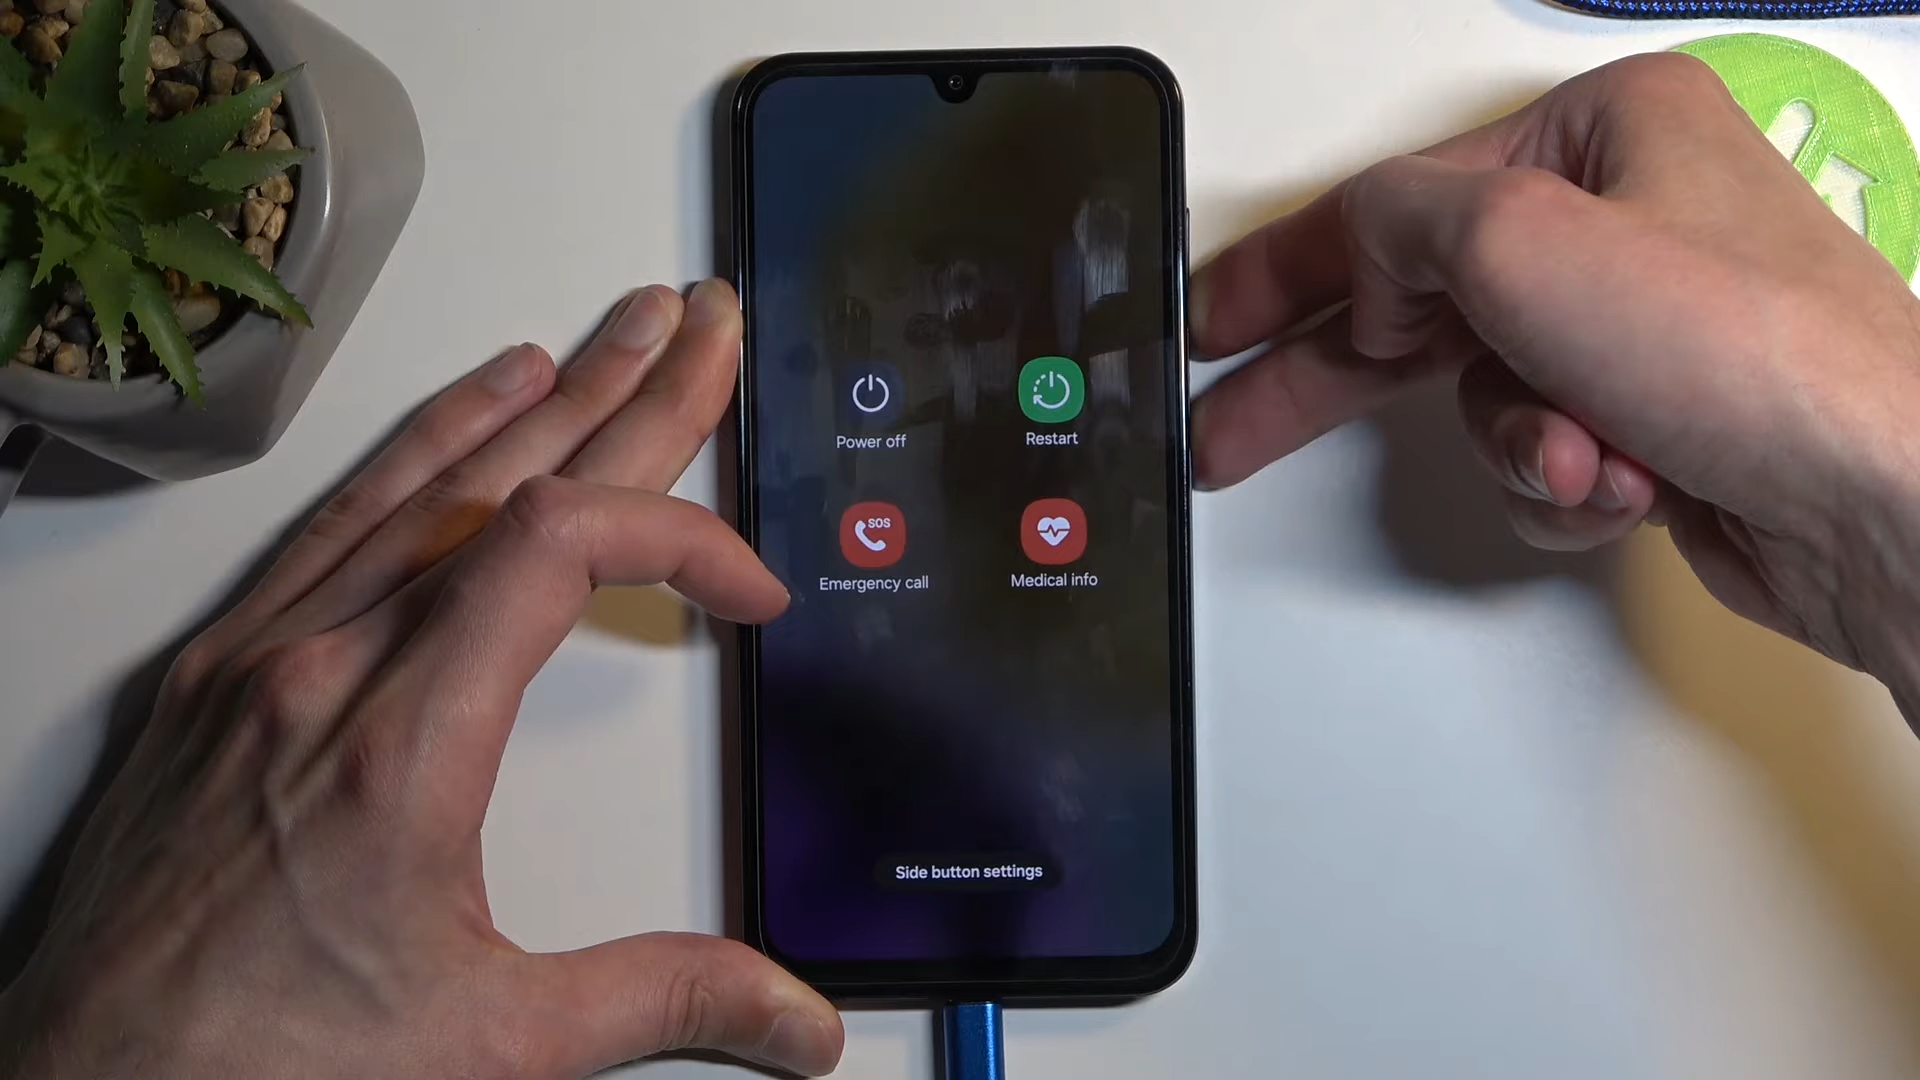 Power off
Restart
SOS
Emergency call
Medical info
Side button settings